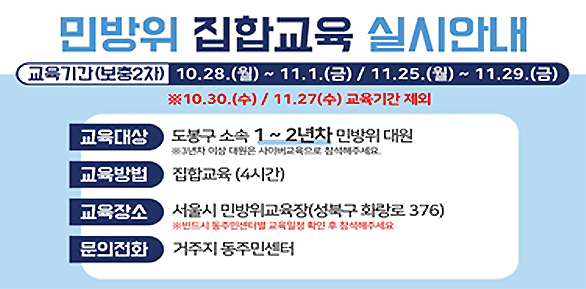 민방위 집합교육 실시안내
교육기간(보충2차) 10.28.(월) ~ 11.1.(금) / 11.25.(월) ~ 11.29.(금)
※10.30.(수) / 11.27(수) 교육기간 제외
교육대상 도봉구 소속 1 ~ 2년차 민방위 대원
※3년차 이상 대원은 사이버교육으로 참석해주세요.
교육방법 집합교육 (4시간)
교육장소 서울시 민방위교육장(성북구 화랑로 376)
※반드시 동주민센터별 교육일정 확인 후 참석해주세요
문의전화 거주지 동주민센터